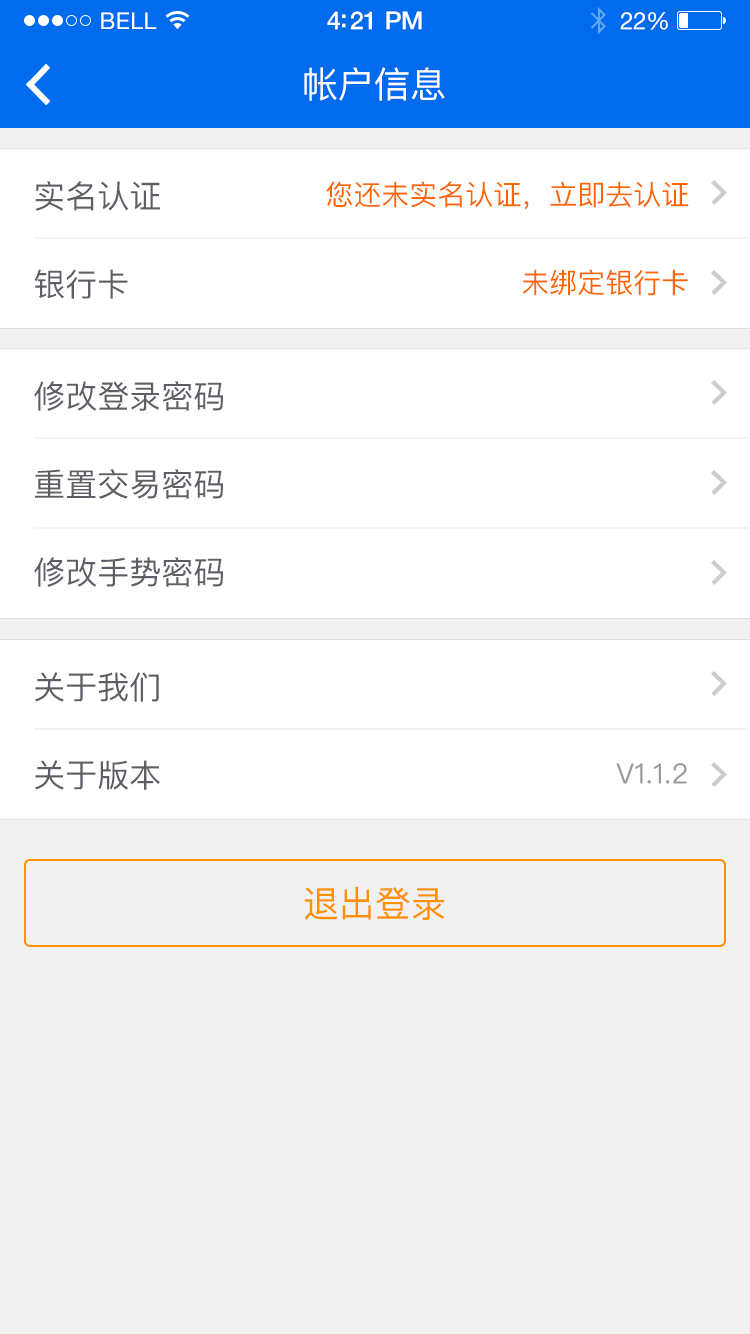 BELL 4:21 PM 22%
帐户信息
实名认证 您还未实名认证，立即去认证
银行卡 未绑定银行卡
修改登录密码
重置交易密码
修改手势密码
关于我们
关于版本 V1.1.2
退出登录